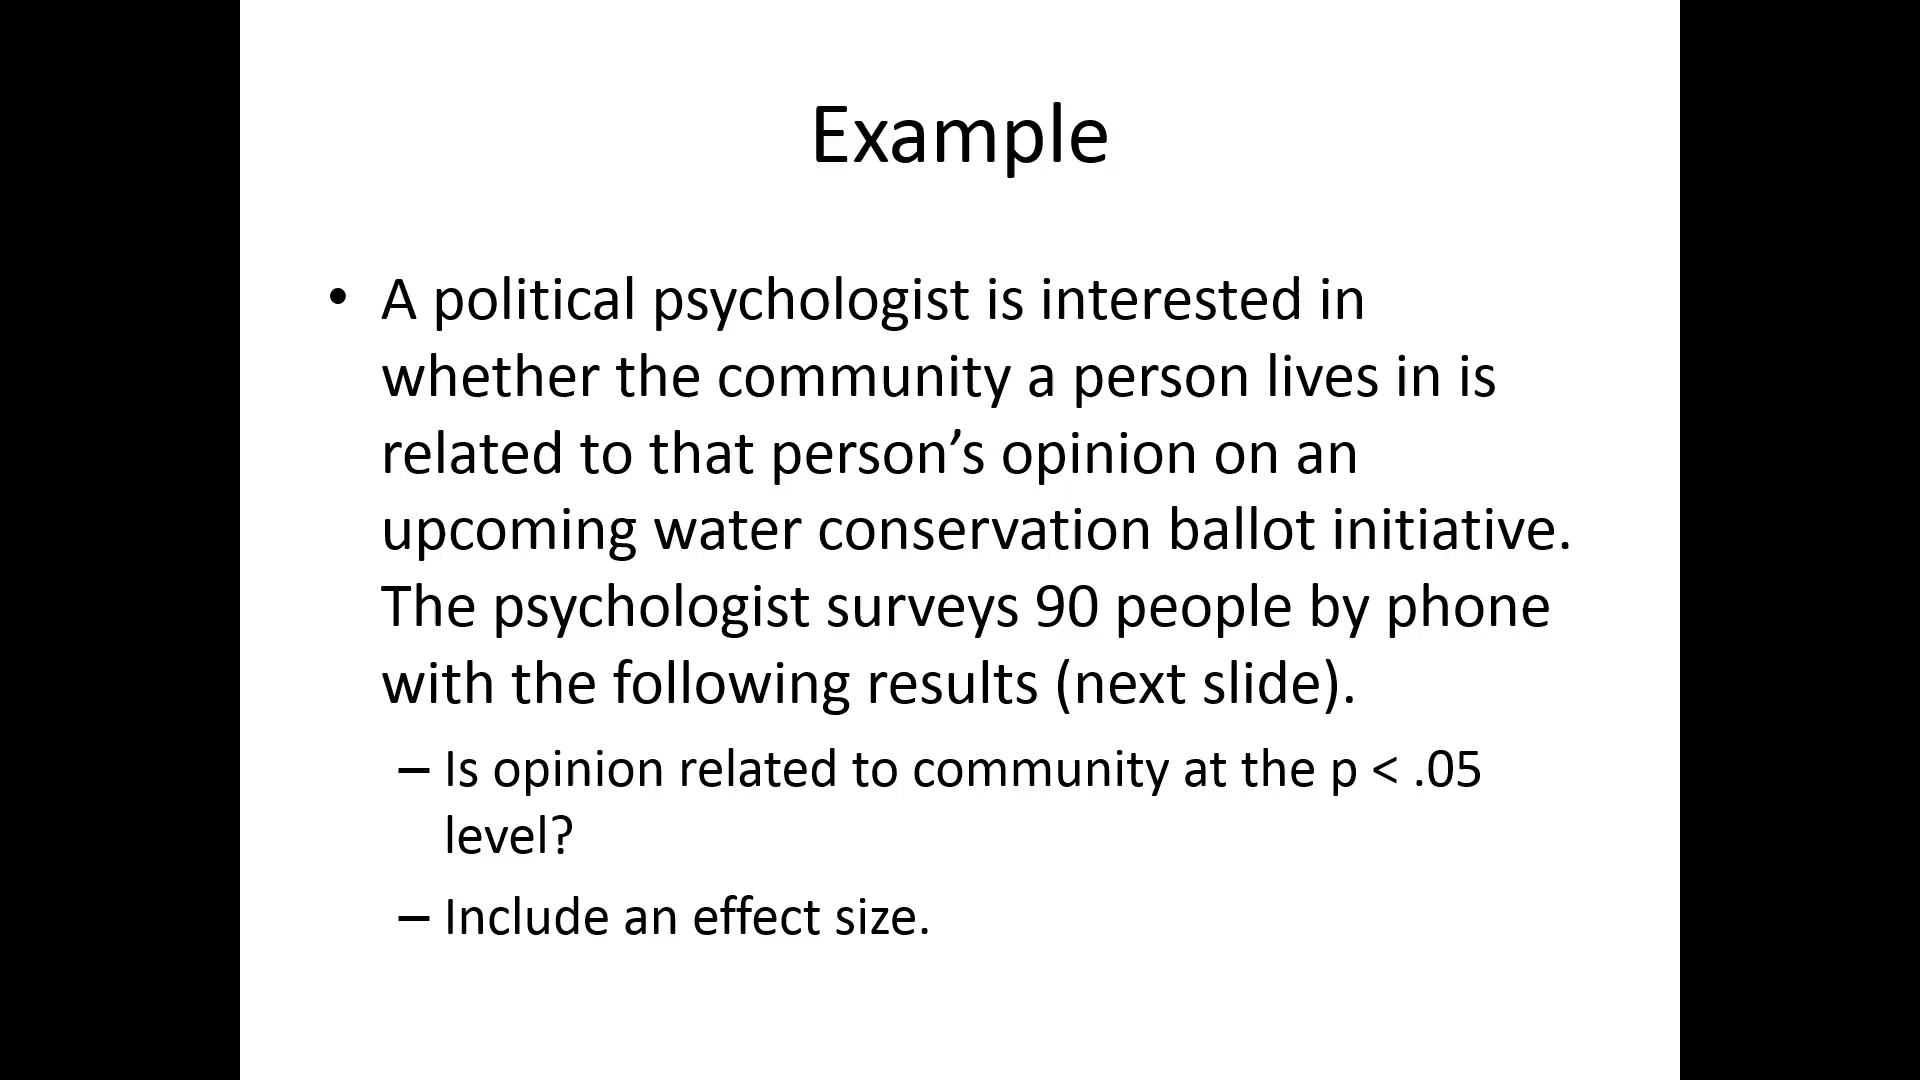 Example
• A political psychologist is interested in
whether the community a person lives in is
related to that person’s opinion on an
upcoming water conservation ballot initiative.
The psychologist surveys 90 people by phone
with the following results (next slide).
– Is opinion related to community at the p < .05
level?
– Include an effect size.